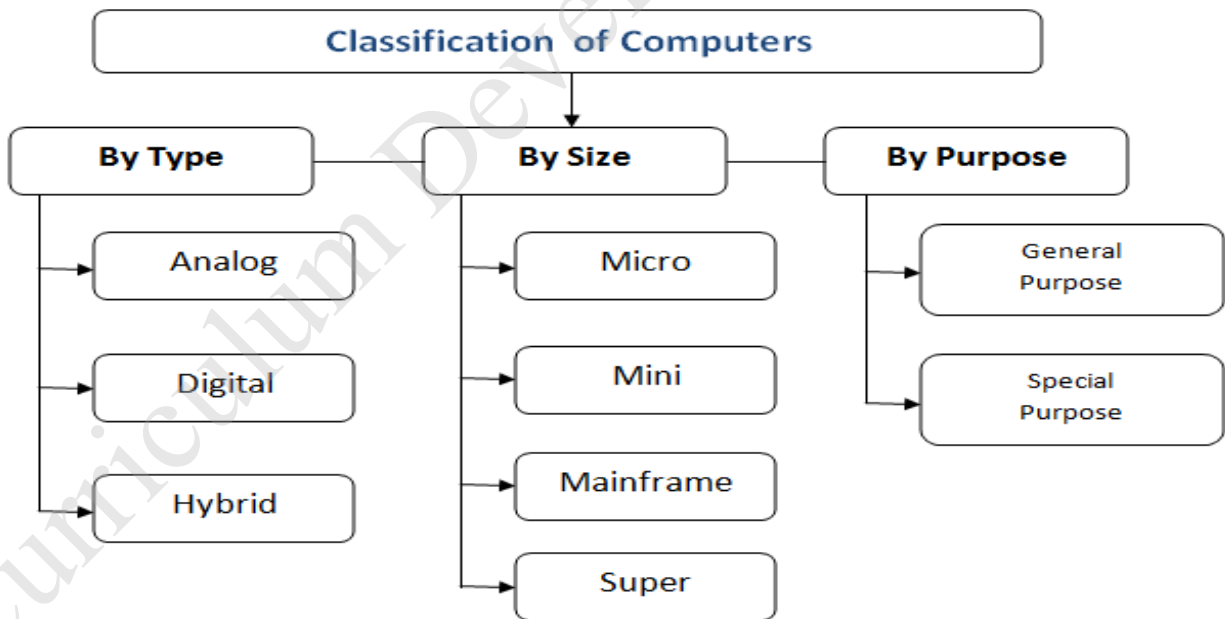 Classification of Computers
By Type
By Size
By Purpose
Analog
Digital
Hybrid
Micro
Mini
Mainframe
Super
General
Purpose
Special
Purpose
Curriculum